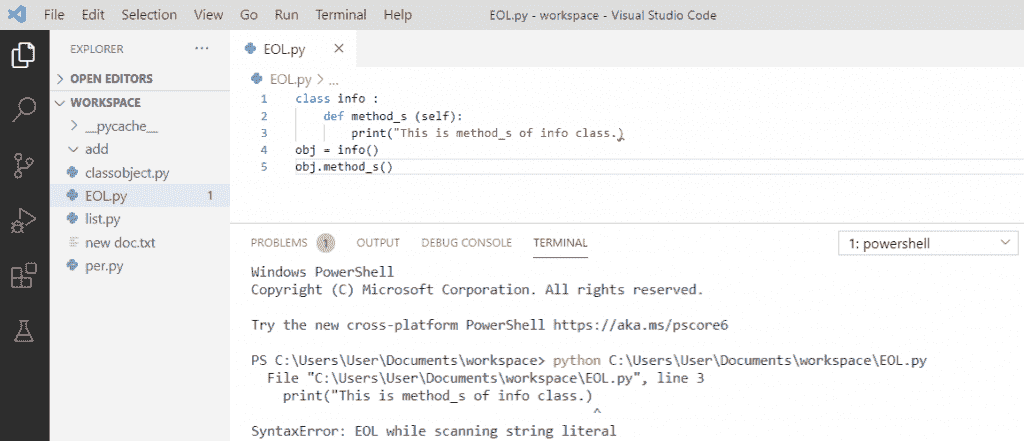 File Edit Selection View Go Run Terminal Help EOL.py - workspace - Visual Studio Code
EXPLORER ...
OPEN EDITORS
WORKSPACE
__pycache__
add
classobject.py
EOL.py 1
list.py
new doc.txt
per.py
EOL.py
EOL.py > ...
1 class info :
2 def method_s (self):
3 print("This is method_s of info class.)
4 obj = info()
5 obj.method_s()
PROBLEMS 1 OUTPUT DEBUG CONSOLE TERMINAL 1: powershell
Windows PowerShell
Copyright (C) Microsoft Corporation. All rights reserved.
Try the new cross-platform PowerShell https://aka.ms/pscore6
PS C:\Users\User\Documents\workspace> python C:\Users\User\Documents\workspace\EOL.py
File "C:\Users\User\Documents\workspace\EOL.py", line 3
print("This is method_s of info class.)
^
SyntaxError: EOL while scanning string literal